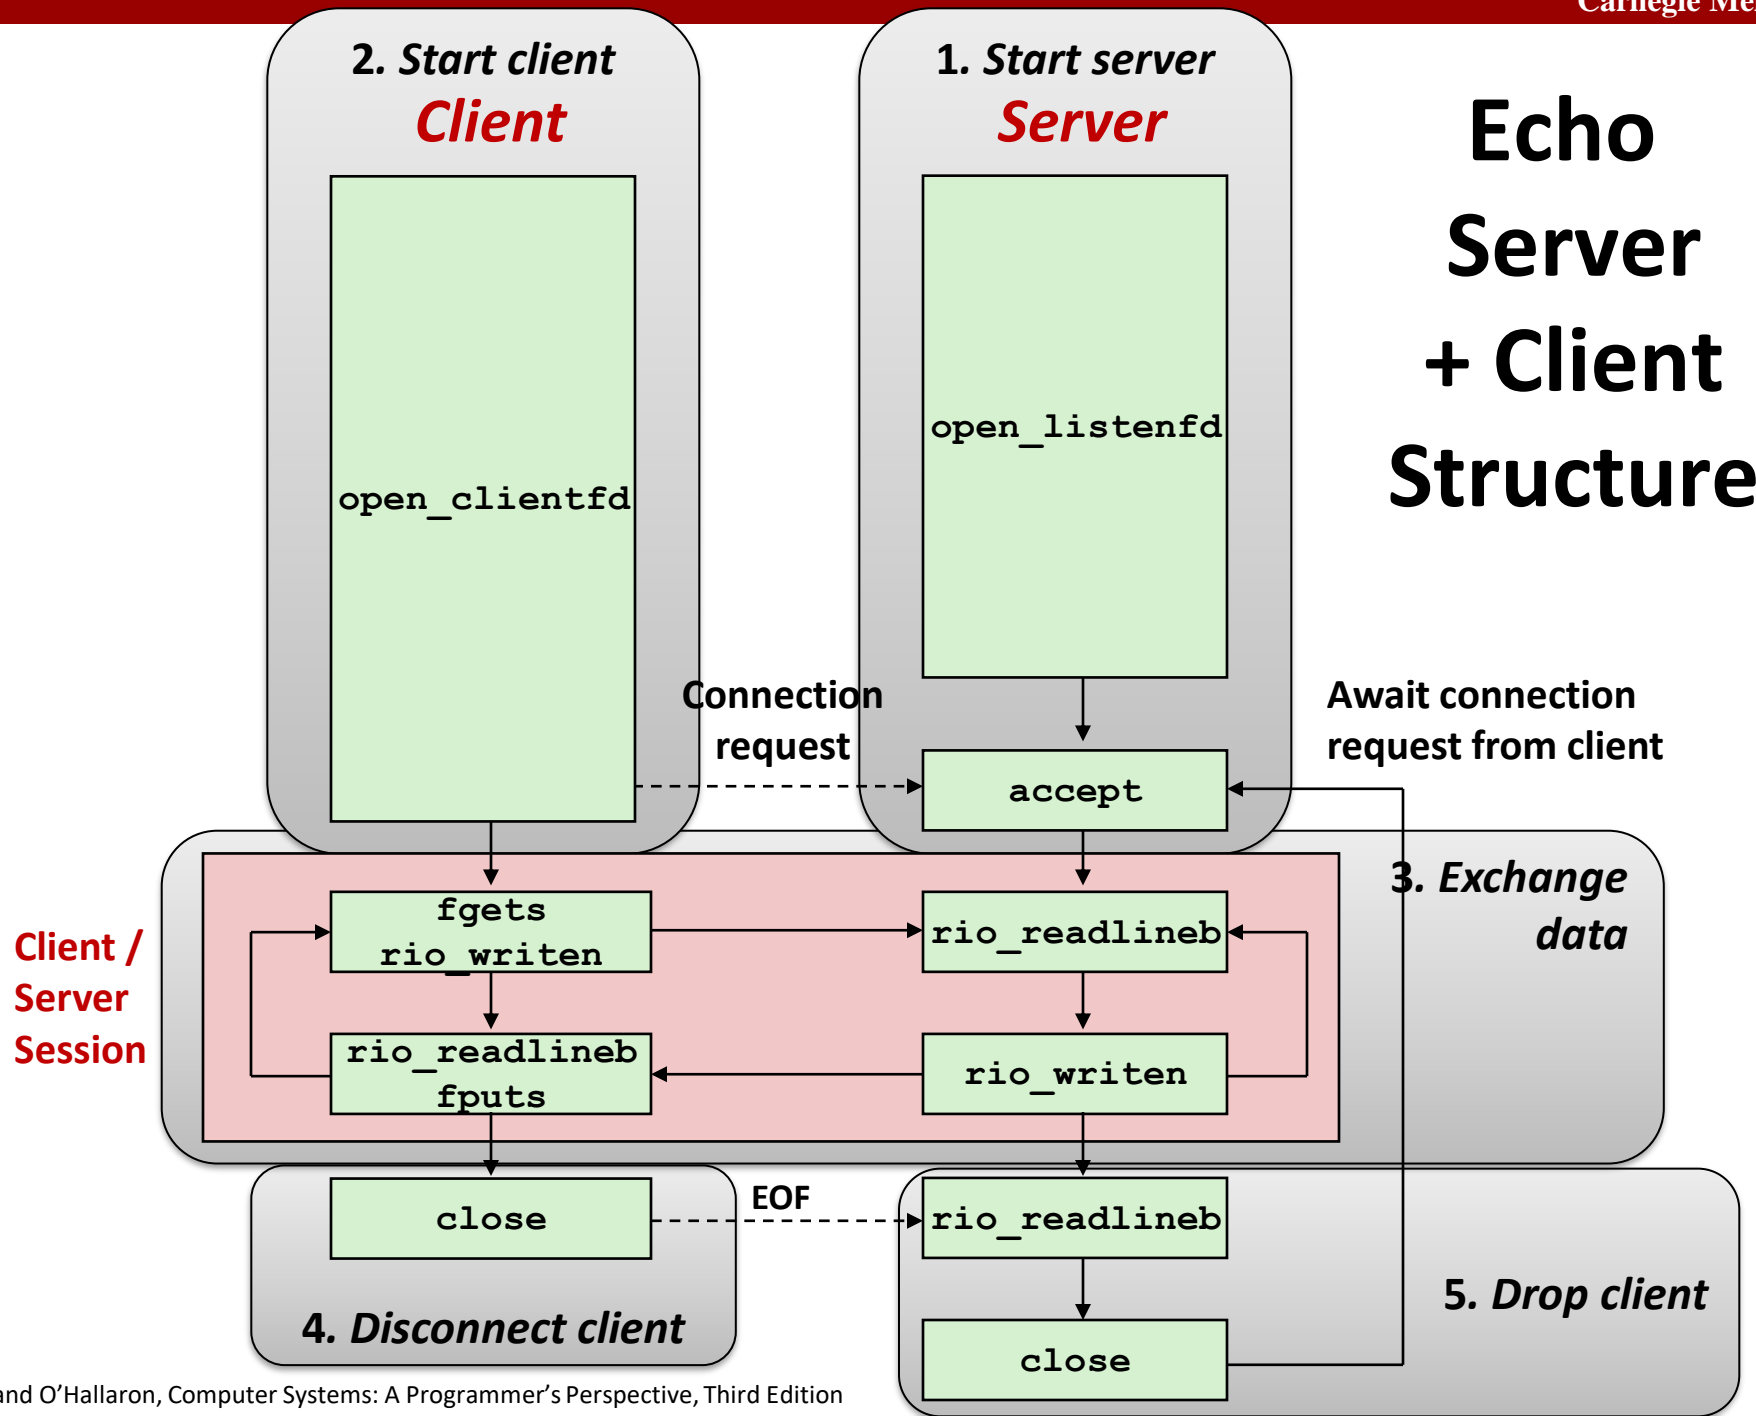 Carnegie
2. Start client
Client
1. Start server
Server
Echo
Server
+ Client
Structure
open_listenfd
open_clientfd
Connection
request
Await connection
request from client
accept
3. Exchange
data
Client /
Server
Session
fgets
rio_writen
rio_readlineb
rio_readlineb
fputs
rio_writen
close
EOF
rio_readlineb
4. Disconnect client
5. Drop client
close
and O'Hallaron, Computer Systems: A Programmer's Perspective, Third Edition